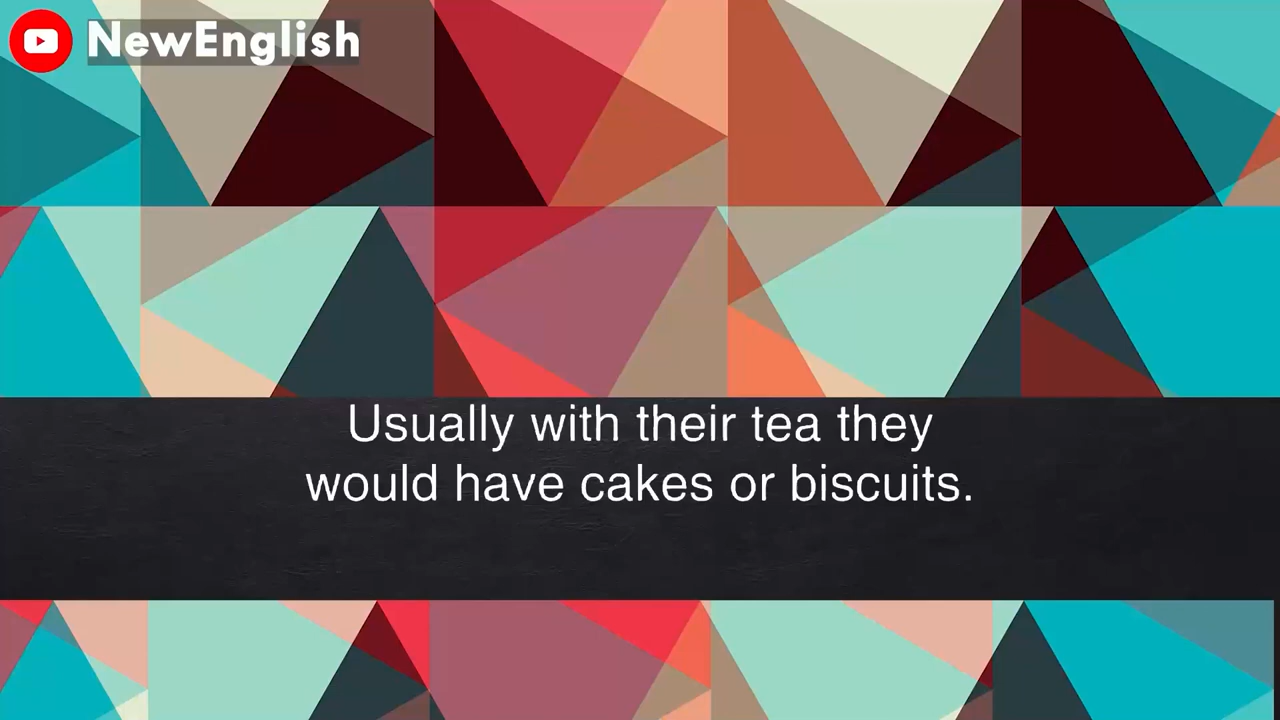 NewEnglish
Usually with their tea they
would have cakes or biscuits.